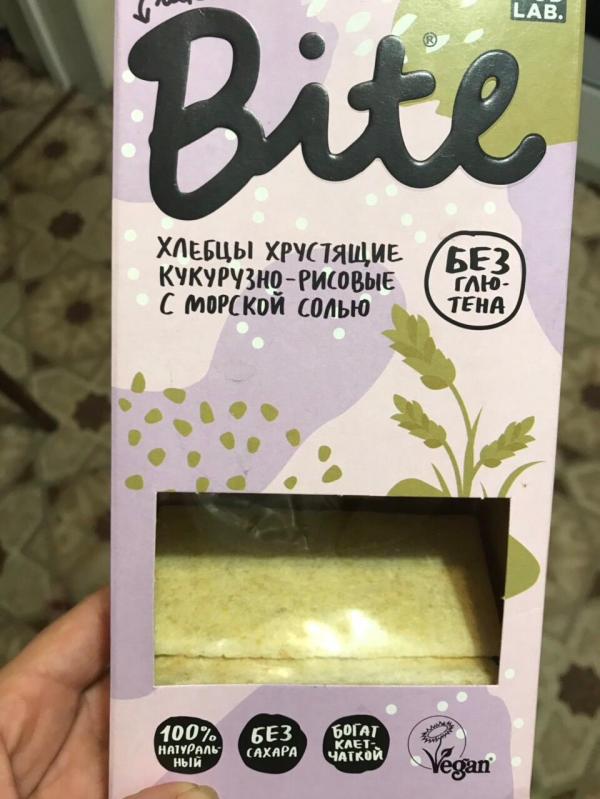 LAB.
Bite®
ХЛЕБЦЫ ХРУСТЯЩИЕ
КУКУРУЗНО-РИСОВЫЕ
С МОРСКОЙ СОЛЬЮ
БЕЗ
ГЛЮ-
ТЕНА
100%
НАТУРАЛЬ-
НЫЙ
БЕЗ
САХАРА
БОГАТ
КЛЕТ-
ЧАТКОЙ
Vegan